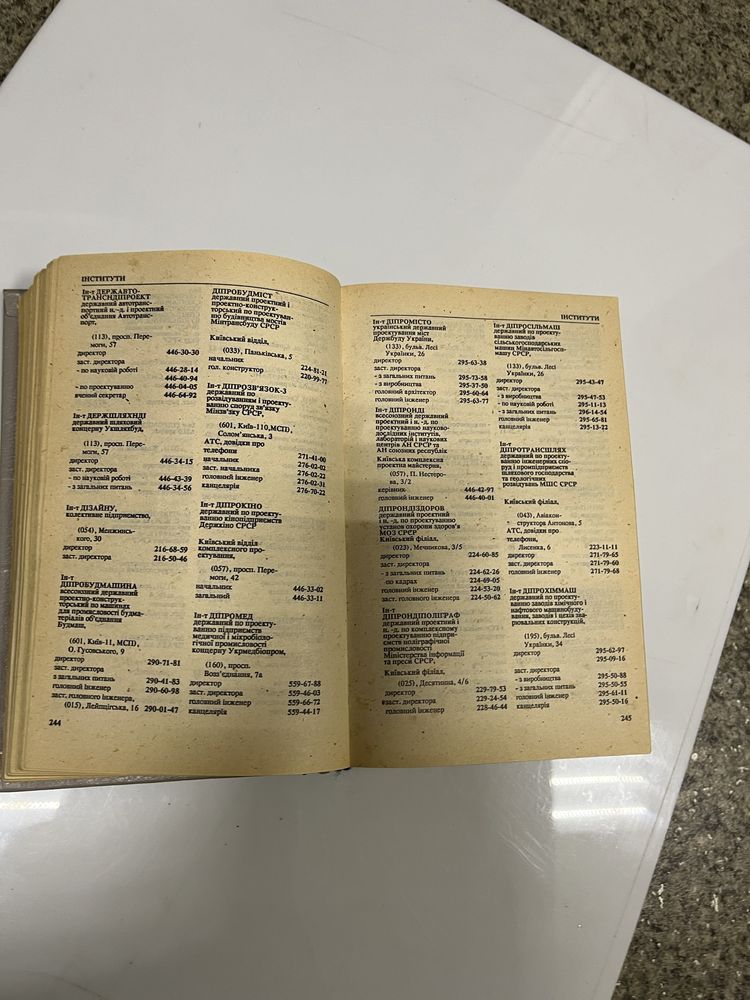 ІНСТИТУТИ
Ін-т ДЕРЖАВТО-
ТРАНСНДІПРОЕКТ
державний автотранс-
портний н.-д. і проектний
об'єднання Автотранс-
порт,
(113), просп. Пере-
моги, 57
директор 446-30-30
заст. директора
- по науковій роботі 446-28-14
446-40-94
- по проектуванню 446-04-05
вчений секретар 446-64-92
Ін-т ДЕРЖШЛЯХНДІ
державний шляховий
концерну Укшляхбуд,
(113), просп. Пере-
моги, 57
директор 446-34-15
заст. директора
- по науковій роботі 446-43-39
- з загальних питань 446-34-56
Ін-т ДІЗАЙНУ,
колективне підприємство,
(054), Менжинсь-
кого, 30
директор 216-68-59
заст. директора 216-50-46
Ін-т
ДІПРОБУДМАШИНА
всесоюзний державний
проектно-конструк-
торський по машинах
для промисловості будма-
теріалів об'єднання
Будмаш,
(601, Київ-11, МСП),
О. Гусовського, 9
директор 290-71-81
заст. директора
з загальних питань 290-41-83
головний інженер 290-60-98
заст. головного інженера,
(015), Лейпцігська, 16 290-01-47
244
ДІПРОБУДМІСТ
державний проектний і
проектно-конструк-
торський по проектуван-
ню будівництва мостів
Мінтрансбуду СРСР
Київський відділ,
(033), Паньківська, 5
начальник 224-81-21
гол. конструктор 220-99-77
Ін-т ДІПРОЗВ'ЯЗОК-3
державний по
розвідуванням і проекту-
ванню споруд зв'язку
Мінзв'язку СРСР,
(601, Київ-110, МСП),
Солом'янська, 3
АТС, довідки про
телефони 271-41-00
начальник 276-02-02
заст. начальника 276-02-22
головний інженер 276-02-31
канцелярія 276-70-22
Ін-т ДІПРОКІНО
державний по проекту-
ванню кінопідприємств
Держкіно СРСР
Київський відділ
комплексного про-
ектування,
(057), просп. Пере-
моги, 42
начальник 446-33-02
загальний 446-33-11
Ін-т ДІПРОМЕД
державний по проекту-
ванню підприємств
медичної і мікробіоло-
гічної промисловості
концерну Укрмедбіопром,
(160), просп.
Возз'єднання, 7а
директор 559-67-88
заст. директора 559-46-03
головний інженер 559-66-72
канцелярія 559-44-17
ІНСТИТУТИ
Ін-т ДІПРОМІСТО
український державний
проектування міст
Держбуду України,
(133), бульв. Лесі
Українки, 26
директор 295-63-38
заст. директора
- з загальних питань 295-73-58
- з виробництва 295-37-50
головний архітектор 295-60-64
головний інженер 295-63-77
Ін-т ДІПРОНДІ
всесоюзний державний
проектний і н.-д. по
проектуванню науково-
дослідних інститутів,
лабораторій і наукових
центрів АН СРСР та
АН союзних республік
Київська комплексна
проектна майстерня,
(057), П. Нестеро-
ва, 3/2
керівник 446-42-97
головний інженер 446-40-01
ДІПРОНДІЗДОРОВ
державний проектний
і н.-д. по проектуванню
установ охорони здоров'я
МОЗ СРСР
Київський філіал,
(023), Мечникова, 3/5
директор 224-60-85
заст. директора
- з загальних питань 224-62-26
- по кадрах 224-69-05
головний інженер 224-53-20
заст. головного інженера 224-50-62
Ін-т
ДІПРОНДІПОЛІГРАФ
державний проектний і
н.-д. по комплексному
проектуванню підпри-
ємств поліграфічної
промисловості
Міністерства інформації
та преси СРСР,
Київський філіал,
(025), Десятинна, 4/6
директор 229-79-53
заст. директора 229-24-54
головний інженер 228-46-44
Ін-т ДІПРОСІЛЬМАШ
державний по проекту-
ванню заводів
сільськогосподарських
машин Мінавтосільгосп-
машу СРСР,
(133), бульв. Лесі
Українки, 26
директор 295-43-47
заст. директора
- з виробництва 295-47-53
- по науковій роботі 295-11-13
- з загальних питань 296-14-54
головний інженер 295-65-81
канцелярія 295-13-22
Ін-т
ДІПРОТРАНСШЛЯХ
державний по проекту-
ванню інженерних спо-
руд і промпідприємств
шляхового господарства
та геологічних
розвідувань МШС СРСР
Київський філіал,
(043), Авіакон-
структора Антонова, 5
АТС, довідки про
телефони,
Лисенка, 6 223-11-11
директор 271-79-65
заст. директора 271-79-60
головний інженер 271-79-68
Ін-т ДІПРОХІММАШ
державний по проекту-
ванню заводів хімічного і
нафтового машинобуду-
вання, заводів і цехів зва-
рювальних конструкцій,
(195), бульв. Лесі
Українки, 34
директор 295-62-97
295-09-16
заст. директора
- з виробництва 295-50-88
- з загальних питань 295-50-55
головний інженер 295-61-11
канцелярія 295-50-16
245